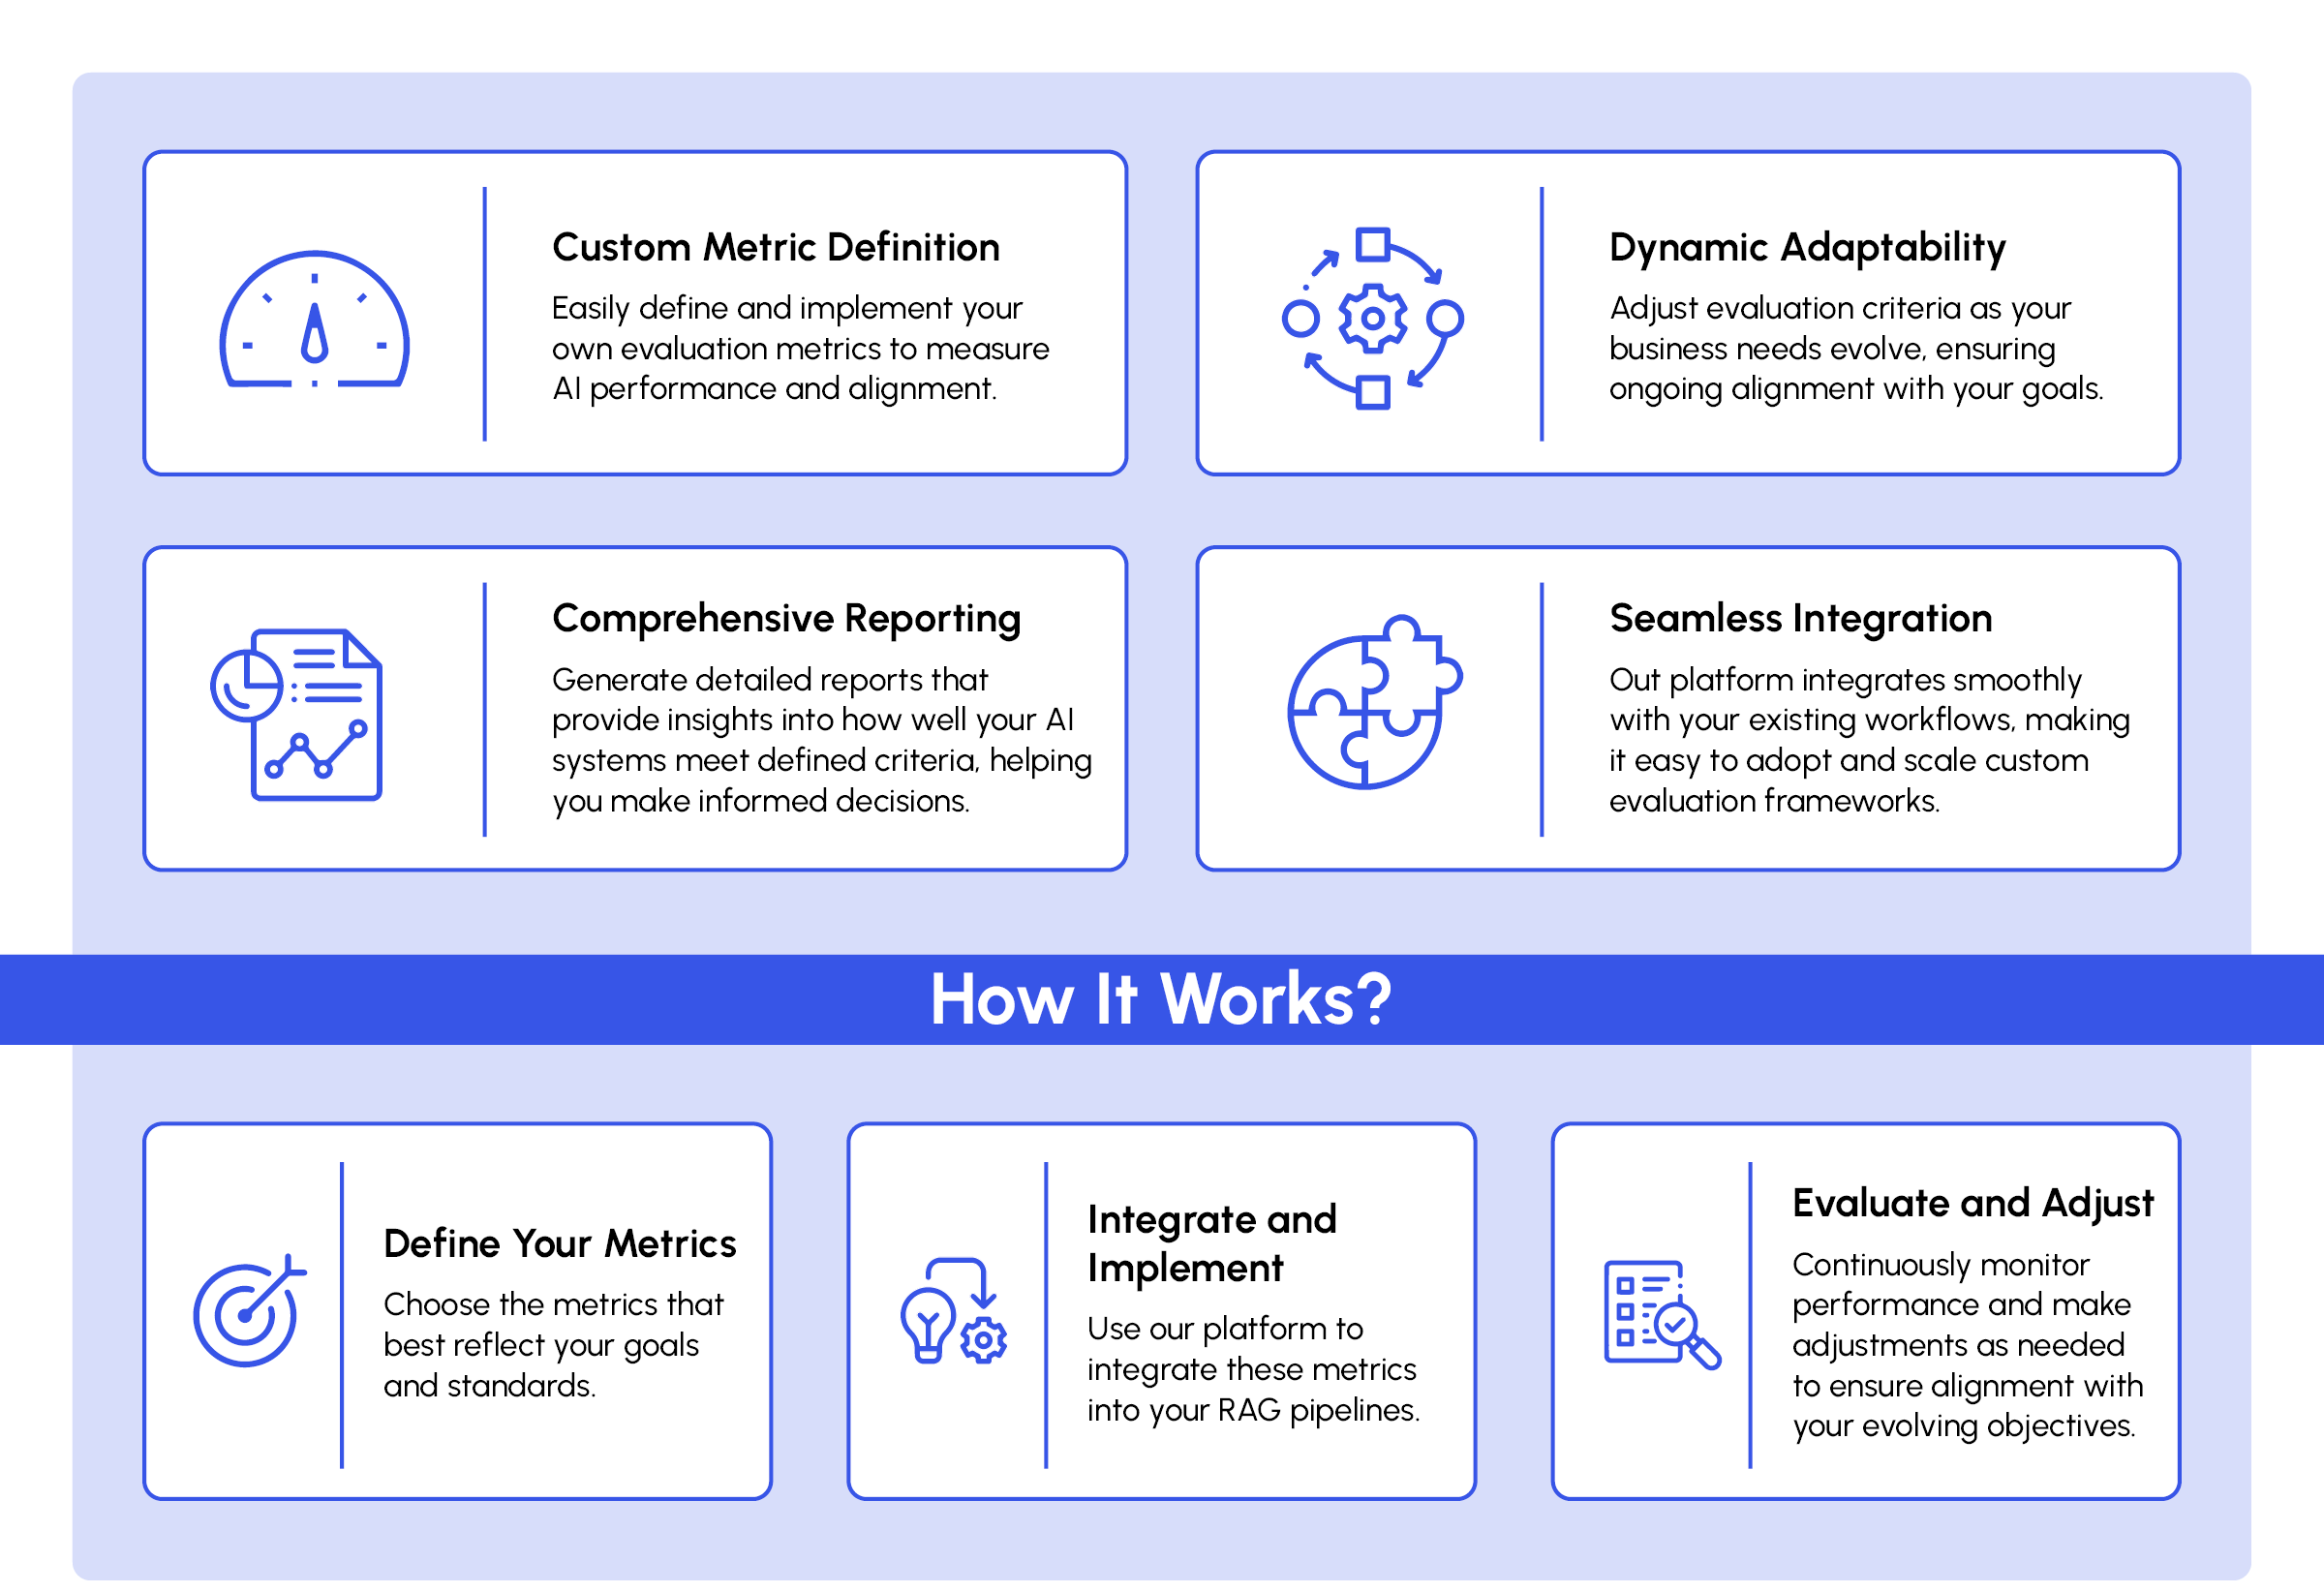 Custom Metric Definition
Easily define and implement your
own evaluation metrics to measure
AI performance and alignment.
Dynamic Adaptability
Adjust evaluation criteria as your
business needs evolve, ensuring
ongoing alignment with your goals.
Comprehensive Reporting
Generate detailed reports that
provide insights into how well your AI
systems meet defined criteria, helping
you make informed decisions.
Seamless Integration
Out platform integrates smoothly
with your existing workflows, making
it easy to adopt and scale custom
evaluation frameworks.
How It Works?
Define Your Metrics
Choose the metrics that
best reflect your goals
and standards.
Integrate and
Implement
Use our platform to
integrate these metrics
into your RAG pipelines.
Evaluate and Adjust
Continuously monitor
performance and make
adjustments as needed
to ensure alignment with
your evolving objectives.